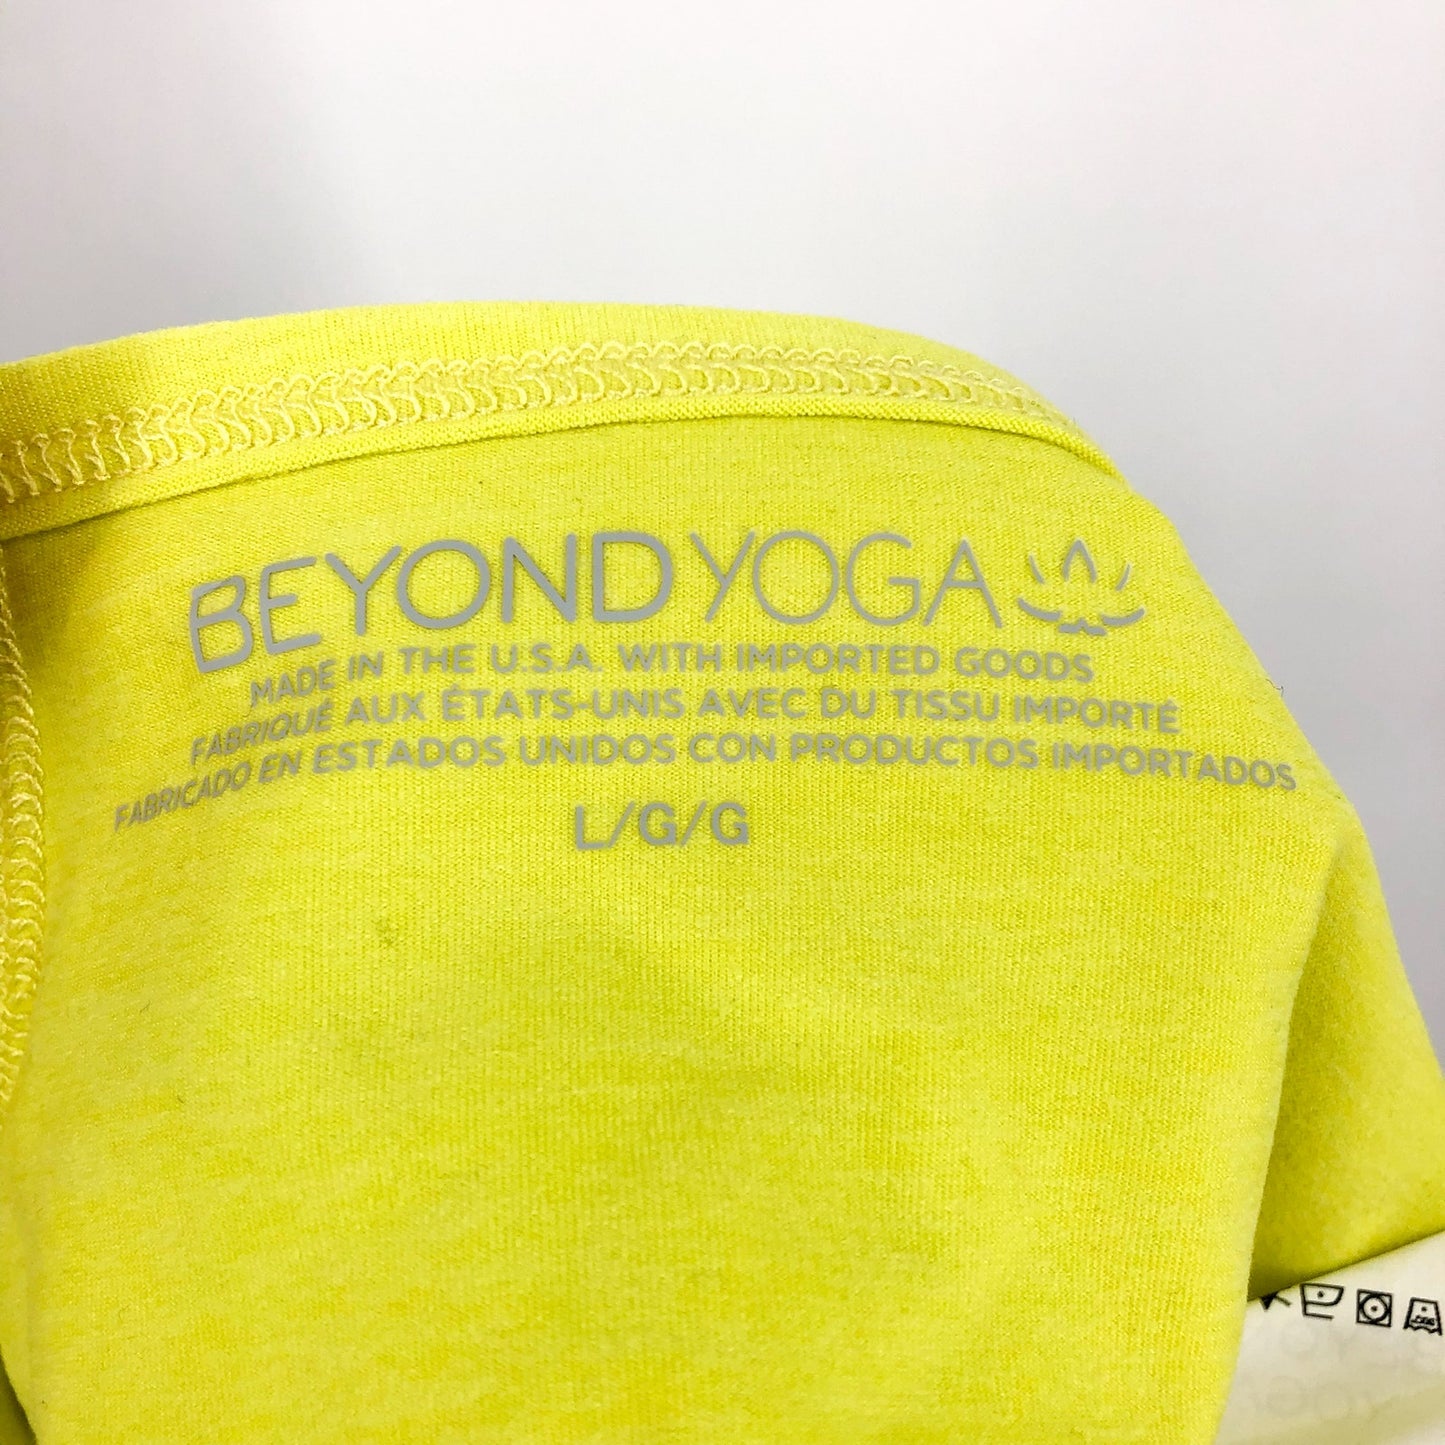 BEYOND YOGA
MADE IN THE U.S.A. WITH IMPORTED GOODS
FABRIQUÉ AUX ÉTATS-UNIS AVEC DU TISSU IMPORTÉ
FABRICADO EN ESTADOS UNIDOS CON PRODUCTOS IMPORTADOS
L/G/G